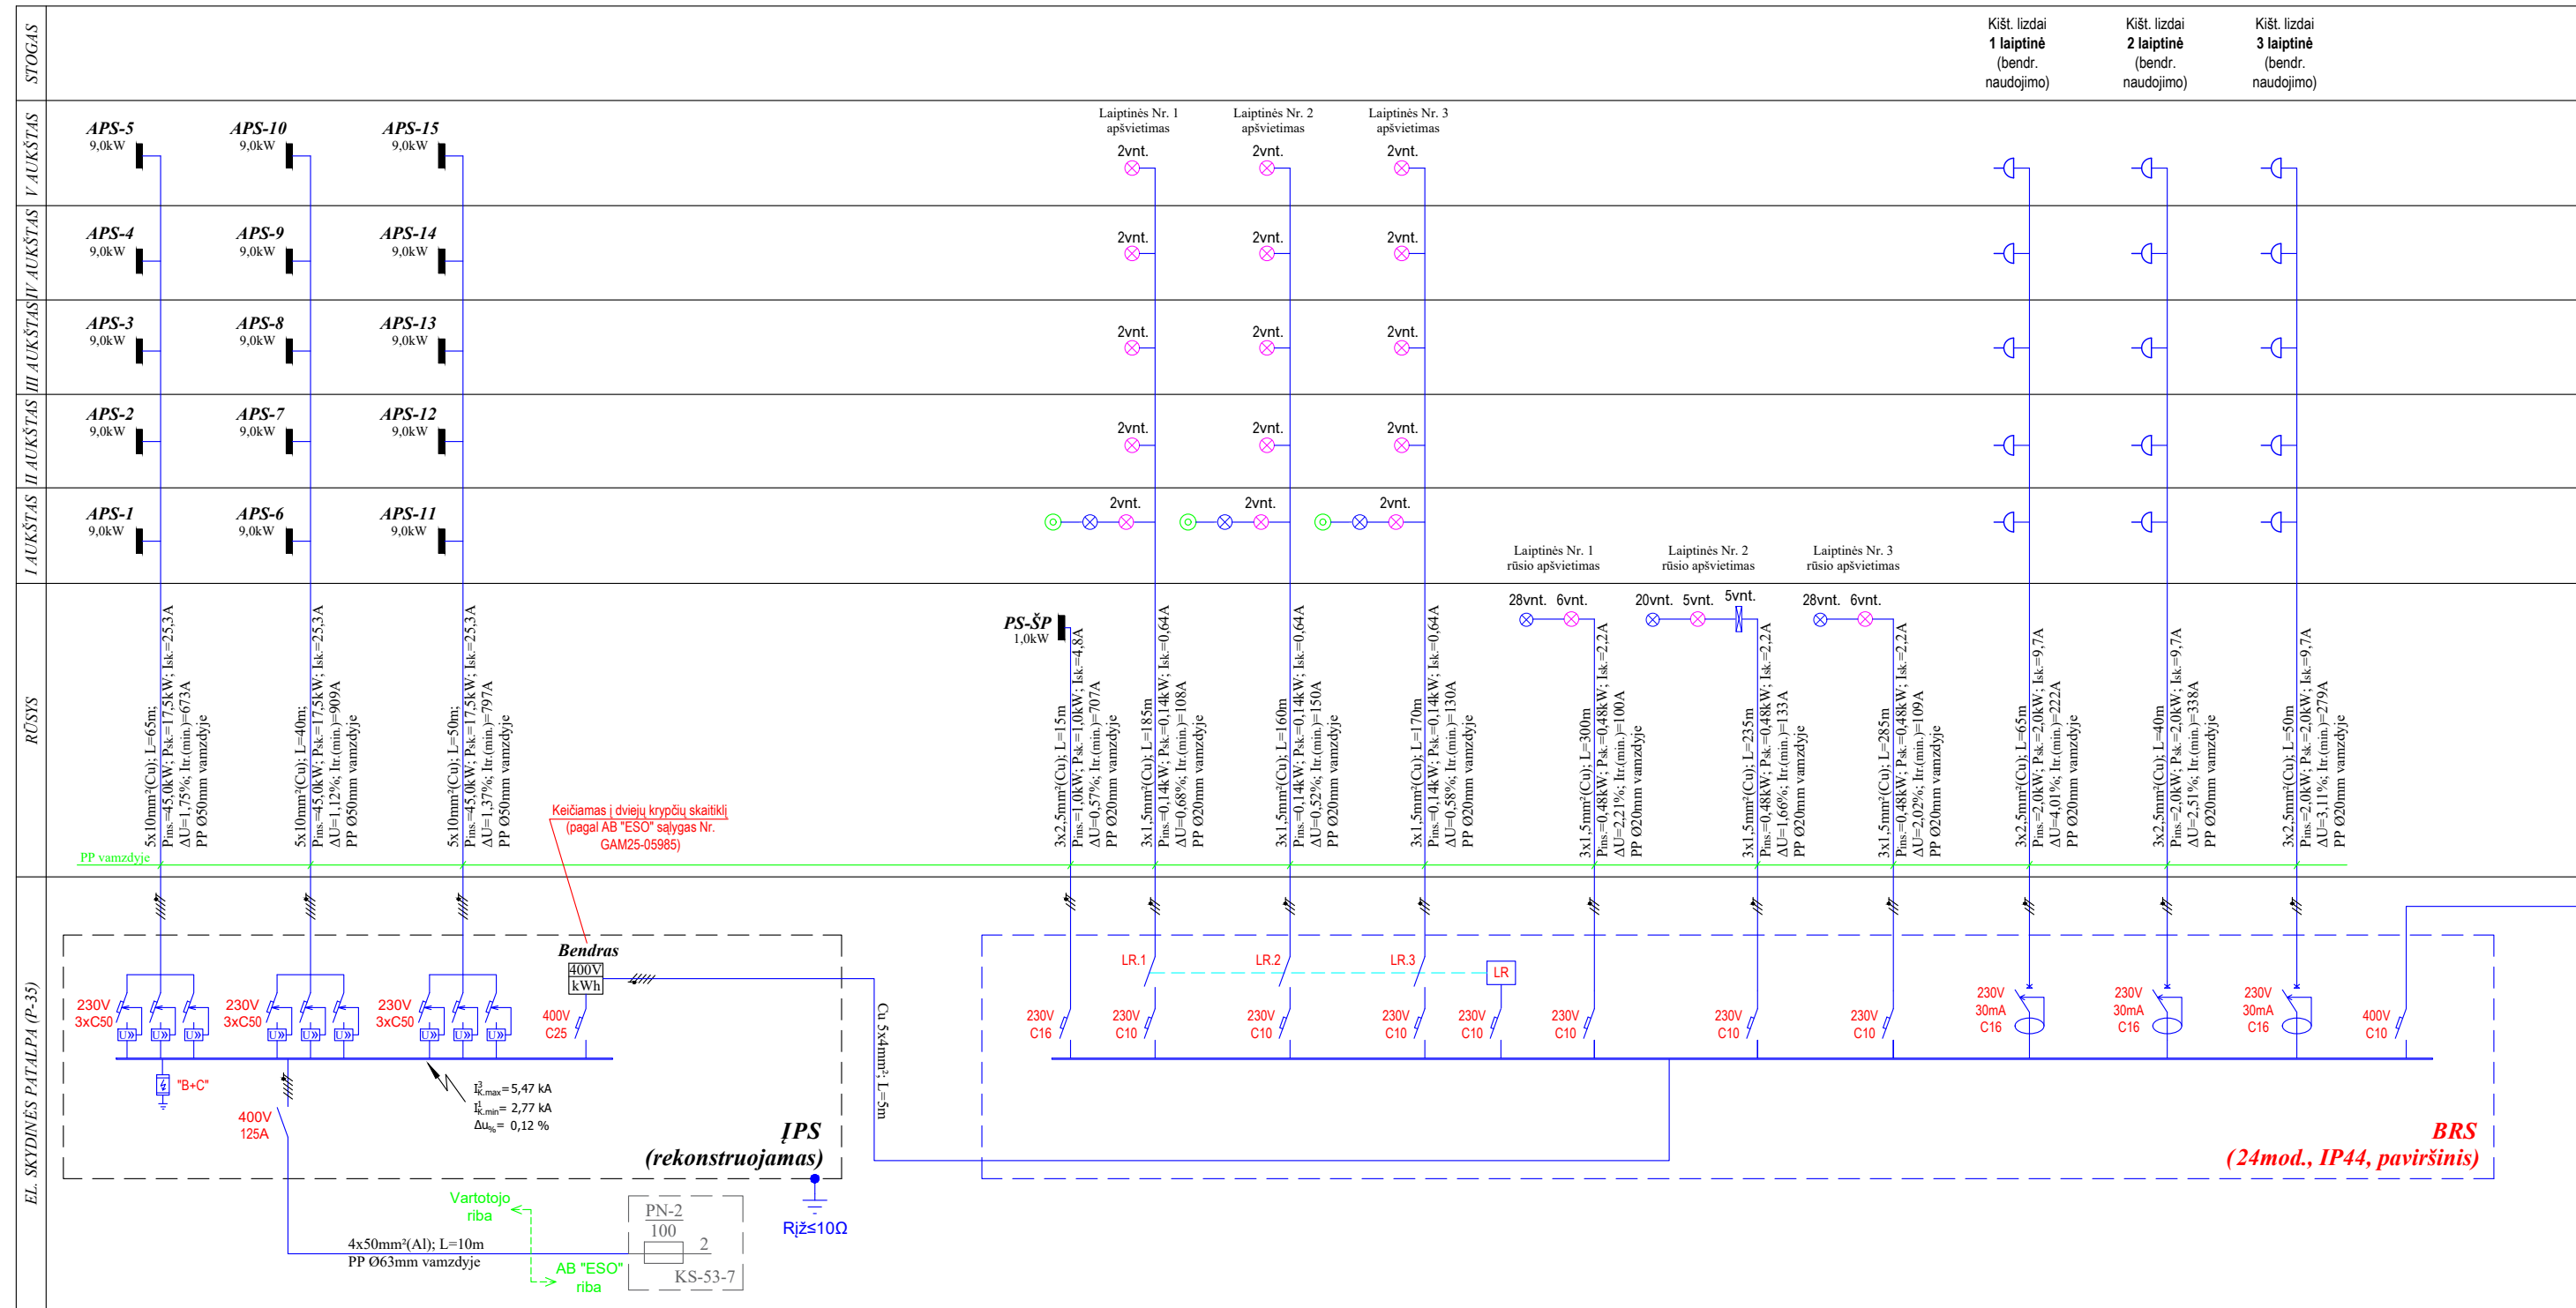 STOGAS
Kišt. lizdai
1 laiptinė
(bendr.
naudojimo)
Kišt. lizdai
2 laiptinė
(bendr.
naudojimo)
Kišt. lizdai
3 laiptinė
(bendr.
naudojimo)
V AUKŠTAS
APS-5
9,0kW
APS-10
9,0kW
APS-15
9,0kW
Laiptinės Nr. 1
apšvietimas
2vnt.
Laiptinės Nr. 2
apšvietimas
2vnt.
Laiptinės Nr. 3
apšvietimas
2vnt.
IV AUKŠTAS
APS-4
9,0kW
APS-9
9,0kW
APS-14
9,0kW
2vnt.
2vnt.
2vnt.
III AUKŠTAS
APS-3
9,0kW
APS-8
9,0kW
APS-13
9,0kW
2vnt.
2vnt.
2vnt.
II AUKŠTAS
APS-2
9,0kW
APS-7
9,0kW
APS-12
9,0kW
2vnt.
2vnt.
2vnt.
I AUKŠTAS
APS-1
9,0kW
APS-6
9,0kW
APS-11
9,0kW
2vnt.
2vnt.
2vnt.
Laiptinės Nr. 1
rūsio apšvietimas
Laiptinės Nr. 2
rūsio apšvietimas
Laiptinės Nr. 3
rūsio apšvietimas
RŪSYS
5x10mm²(Cu); L=65m;
Pins.=45,0kW; Psk.=17,5kW; Isk.=25,3A
ΔU=1,75%; Itr.(min.)=673A
PP Ø50mm vamzdyje
5x10mm²(Cu); L=40m;
Pins.=45,0kW; Psk.=17,5kW; Isk.=25,3A
ΔU=1,12%; Itr.(min.)=909A
PP Ø50mm vamzdyje
5x10mm²(Cu); L=50m;
Pins.=45,0kW; Psk.=17,5kW; Isk.=25,3A
ΔU=1,37%; Itr.(min.)=797A
PP Ø50mm vamzdyje
PS-ŠP
1,0kW
3x2,5mm²(Cu); L=15m
Pins.=1,0kW; Psk.=1,0kW; Isk.=4,8A
ΔU=0,57%; Itr.(min.)=707A
PP Ø20mm vamzdyje
3x1,5mm²(Cu); L=185m
Pins.=0,14kW; Psk.=0,14kW; Isk.=0,64A
ΔU=0,68%; Itr.(min.)=108A
PP Ø20mm vamzdyje
3x1,5mm²(Cu); L=160m
Pins.=0,14kW; Psk.=0,14kW; Isk.=0,64A
ΔU=0,52%; Itr.(min.)=150A
PP Ø20mm vamzdyje
3x1,5mm²(Cu); L=170m
Pins.=0,14kW; Psk.=0,14kW; Isk.=0,64A
ΔU=0,58%; Itr.(min.)=130A
PP Ø20mm vamzdyje
28vnt. 6vnt.
3x1,5mm²(Cu); L=300m
Pins.=0,48kW; Psk.=0,48kW; Isk.=2,2A
ΔU=2,21%; Itr.(min.)=100A
PP Ø20mm vamzdyje
20vnt. 5vnt. 5vnt.
3x1,5mm²(Cu); L=235m
Pins.=0,48kW; Psk.=0,48kW; Isk.=2,2A
ΔU=1,66%; Itr.(min.)=133A
PP Ø20mm vamzdyje
28vnt. 6vnt.
3x1,5mm²(Cu); L=285m
Pins.=0,48kW; Psk.=0,48kW; Isk.=2,2A
ΔU=2,02%; Itr.(min.)=109A
PP Ø20mm vamzdyje
3x2,5mm²(Cu); L=65m
Pins.=2,0kW; Psk.=2,0kW; Isk.=9,7A
ΔU=4,01%; Itr.(min.)=222A
PP Ø20mm vamzdyje
3x2,5mm²(Cu); L=40m
Pins.=2,0kW; Psk.=2,0kW; Isk.=9,7A
ΔU=2,51%; Itr.(min.)=338A
PP Ø20mm vamzdyje
3x2,5mm²(Cu); L=50m
Pins.=2,0kW; Psk.=2,0kW; Isk.=9,7A
ΔU=3,11%; Itr.(min.)=279A
PP Ø20mm vamzdyje
Keičiamas į dviejų krypčių skaitiklį
(pagal AB "ESO" sąlygas Nr.
GAM25-05985)
PP vamzdyje
EL. SKYDINĖS PATALPA (P-35)
Bendras
400V
kWh
230V
3xC50
U» U» U»
230V
3xC50
U» U» U»
230V
3xC50
U» U» U»
400V
C25
"B+C"
400V
125A
I³K.max=5,47 kA
I¹K.min= 2,77 kA
Δu%= 0,12 %
ĮPS
(rekonstruojamas)
Cu 5x4mm²; L=5m
LR.1
LR.2
LR.3
LR
230V
C16
230V
C10
230V
C10
230V
C10
230V
C10
230V
C10
230V
C10
230V
C10
230V
30mA
C16
230V
30mA
C16
230V
30mA
C16
400V
C10
BRS
(24mod., IP44, paviršinis)
Vartotojo
riba
4x50mm²(Al); L=10m
PP Ø63mm vamzdyje
AB "ESO"
riba
PN-2
100
2
KS-53-7
Rįž≤10Ω